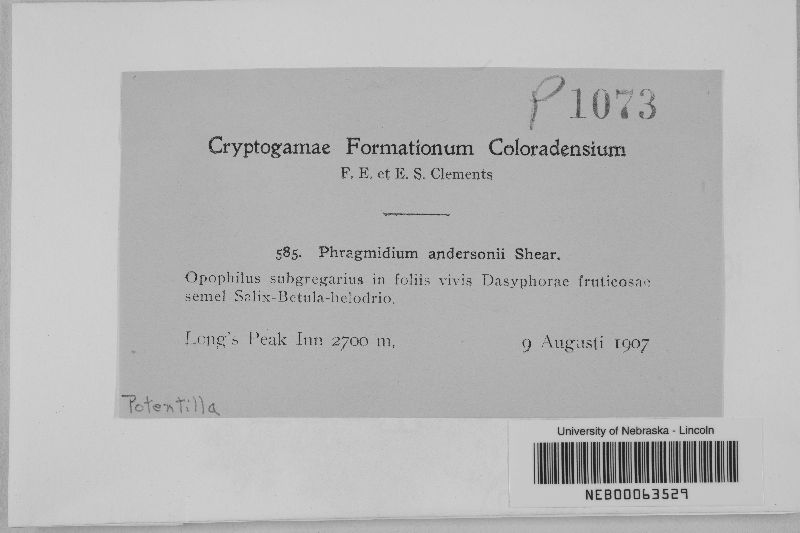 P 1073
Cryptogamae Formationum Coloradensium
F. E. et E. S. Clements
585. Phragmidium andersonii Shear.
Opophilus subgregarius in foliis vivis Dasyphorae fruticosae
semel Salix-Betula-helodrio.
Long's Peak Inn 2700 m. 9 Augusti 1907
Potentilla
University of Nebraska - Lincoln
NEB00063529